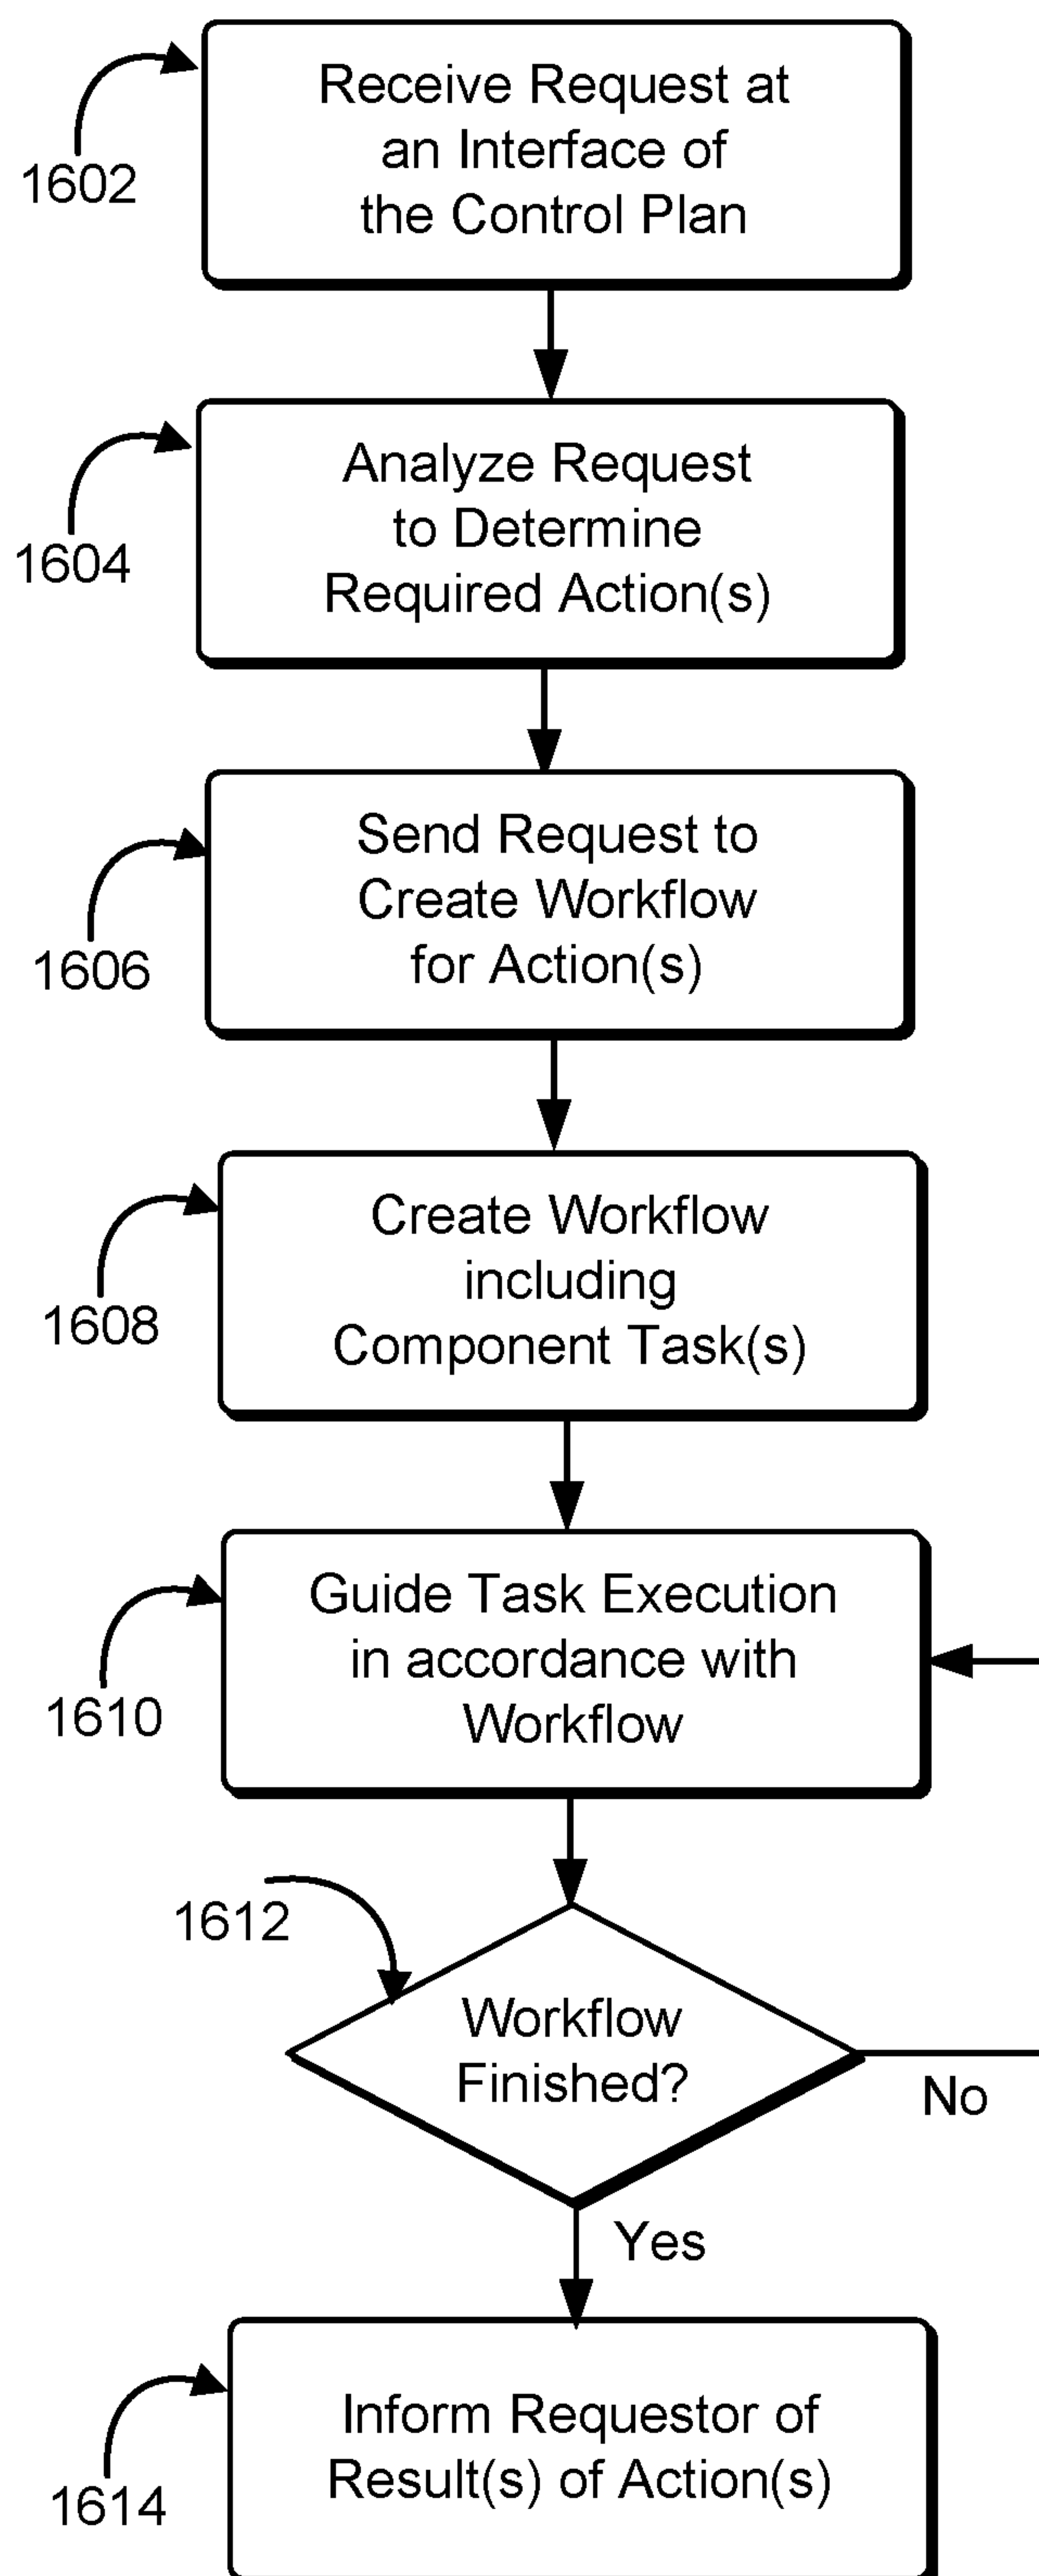 Receive Request at
an Interface of
the Control Plan
1602
Analyze Request
to Determine
Required Action(s)
1604
Send Request to
Create Workflow
for Action(s)
1606
Create Workflow
including
Component Task(s)
1608
Guide Task Execution
in accordance with
Workflow
1610
1612
Workflow
Finished?
No
Yes
Inform Requestor of
Result(s) of Action(s)
1614